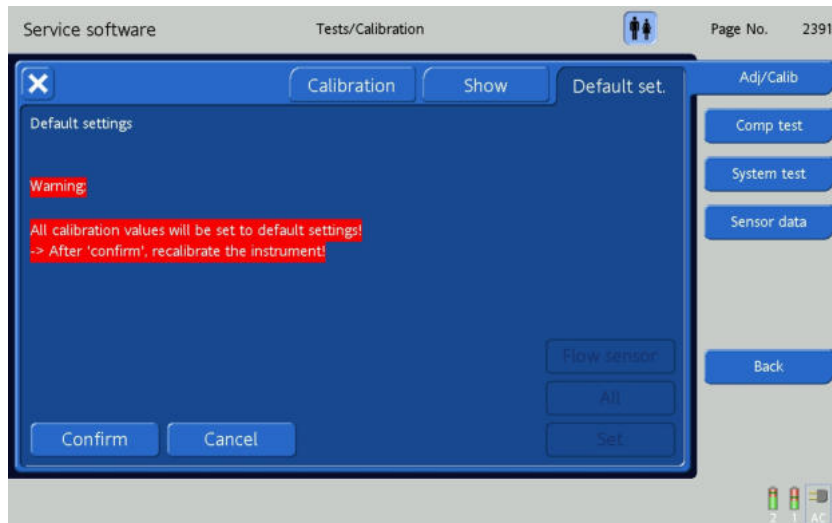 Service software Tests/Calibration Page No. 2391
Calibration Show Default set. Adj/Calib
Default settings
Comp test
Warning:
System test
All calibration values will be set to default settings!
Sensor data
-> After 'confirm', recalibrate the instrument!
Flow sensor
Back
All
Confirm Cancel Set
2 1 AC